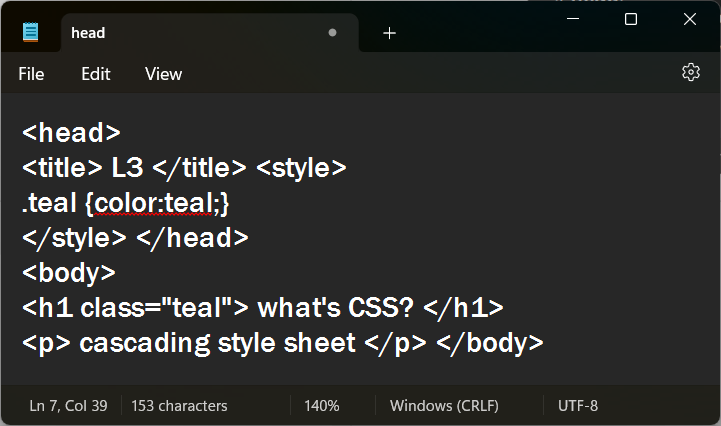 head
File Edit View
<head>
<title> L3 </title> <style>
.teal {color:teal;}
</style> </head>
<body>
<h1 class="teal"> what's CSS? </h1>
<p> cascading style sheet </p> </body>
Ln 7, Col 39 153 characters 140% Windows (CRLF) UTF-8